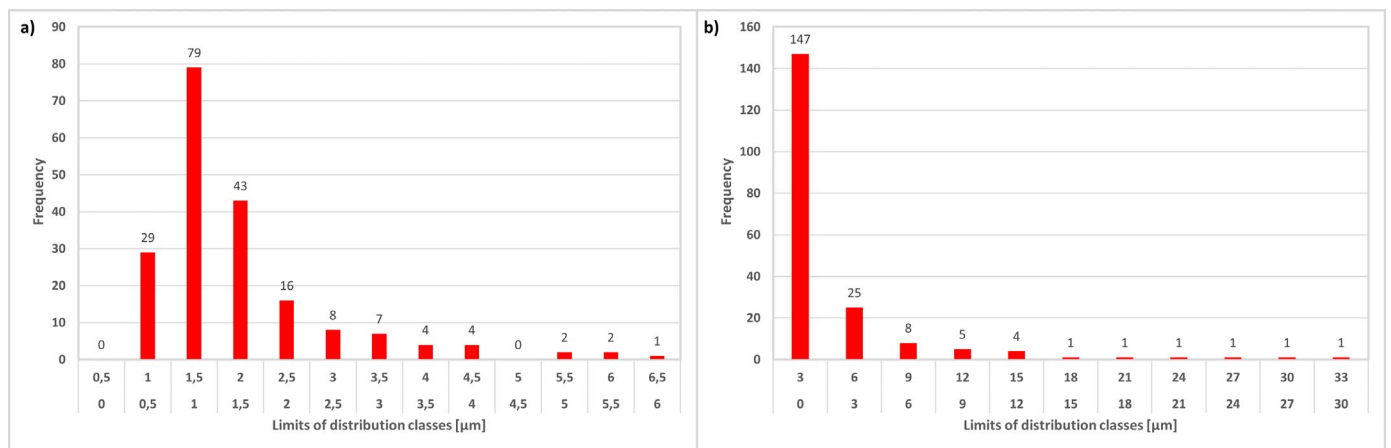 a)
90
80
70
60
50
40
30
20
10
0
Frequency
0 29 79 43 16 8 7 4 4 0 2 2 1
0,5 1 1,5 2 2,5 3 3,5 4 4,5 5 5,5 6 6,5
0 0,5 1 1,5 2 2,5 3 3,5 4 4,5 5 5,5 6
Limits of distribution classes [µm]
b)
160
140
120
100
80
60
40
20
0
Frequency
147 25 8 5 4 1 1 1 1 1 1
3 6 9 12 15 18 21 24 27 30 33
0 3 6 9 12 15 18 21 24 27 30
Limits of distribution classes [µm]